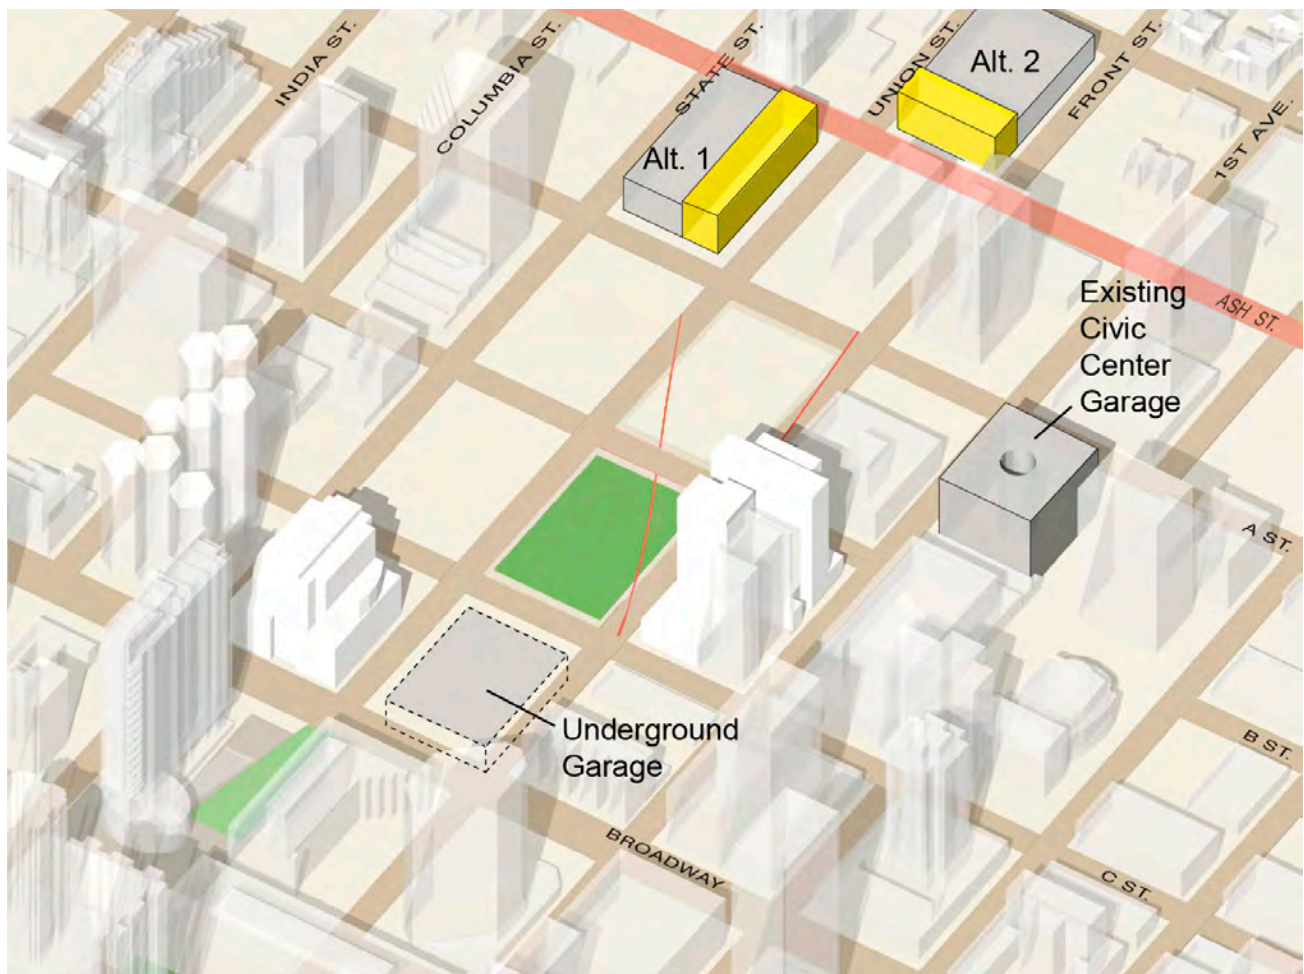 INDIA ST.
COLUMBIA ST.
STATE ST.
UNION ST.
Alt. 2
FRONT ST.
1ST AVE.
Alt. 1
ASH ST.
Existing
Civic
Center
Garage
A ST.
B ST.
Underground
Garage
BROADWAY
C ST.